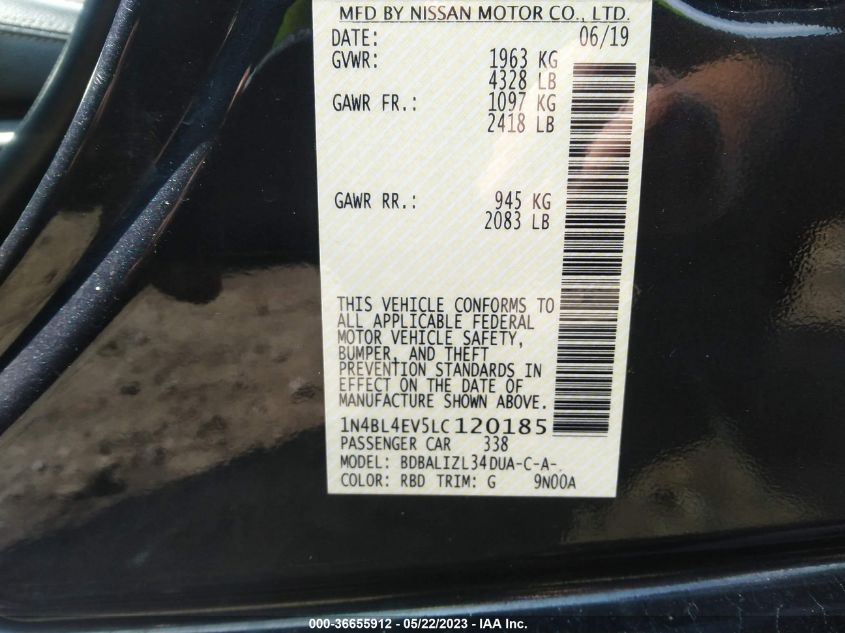 MFD BY NISSAN MOTOR CO., LTD.
DATE: 06/19
GVWR: 1963 KG
4328 LB
GAWR FR.: 1097 KG
2418 LB
GAWR RR.: 945 KG
2083 LB
THIS VEHICLE CONFORMS TO
ALL APPLICABLE FEDERAL
MOTOR VEHICLE SAFETY,
BUMPER, AND THEFT
PREVENTION STANDARDS IN
EFFECT ON THE DATE OF
MANUFACTURE SHOWN ABOVE.
1N4BL4EV5LC120185
PASSENGER CAR 338
MODEL: BDBALIZL34DUA-C-A-.
COLOR: RBD TRIM: G 9N00A
000-36655912 - 05/22/2023 - IAA Inc.